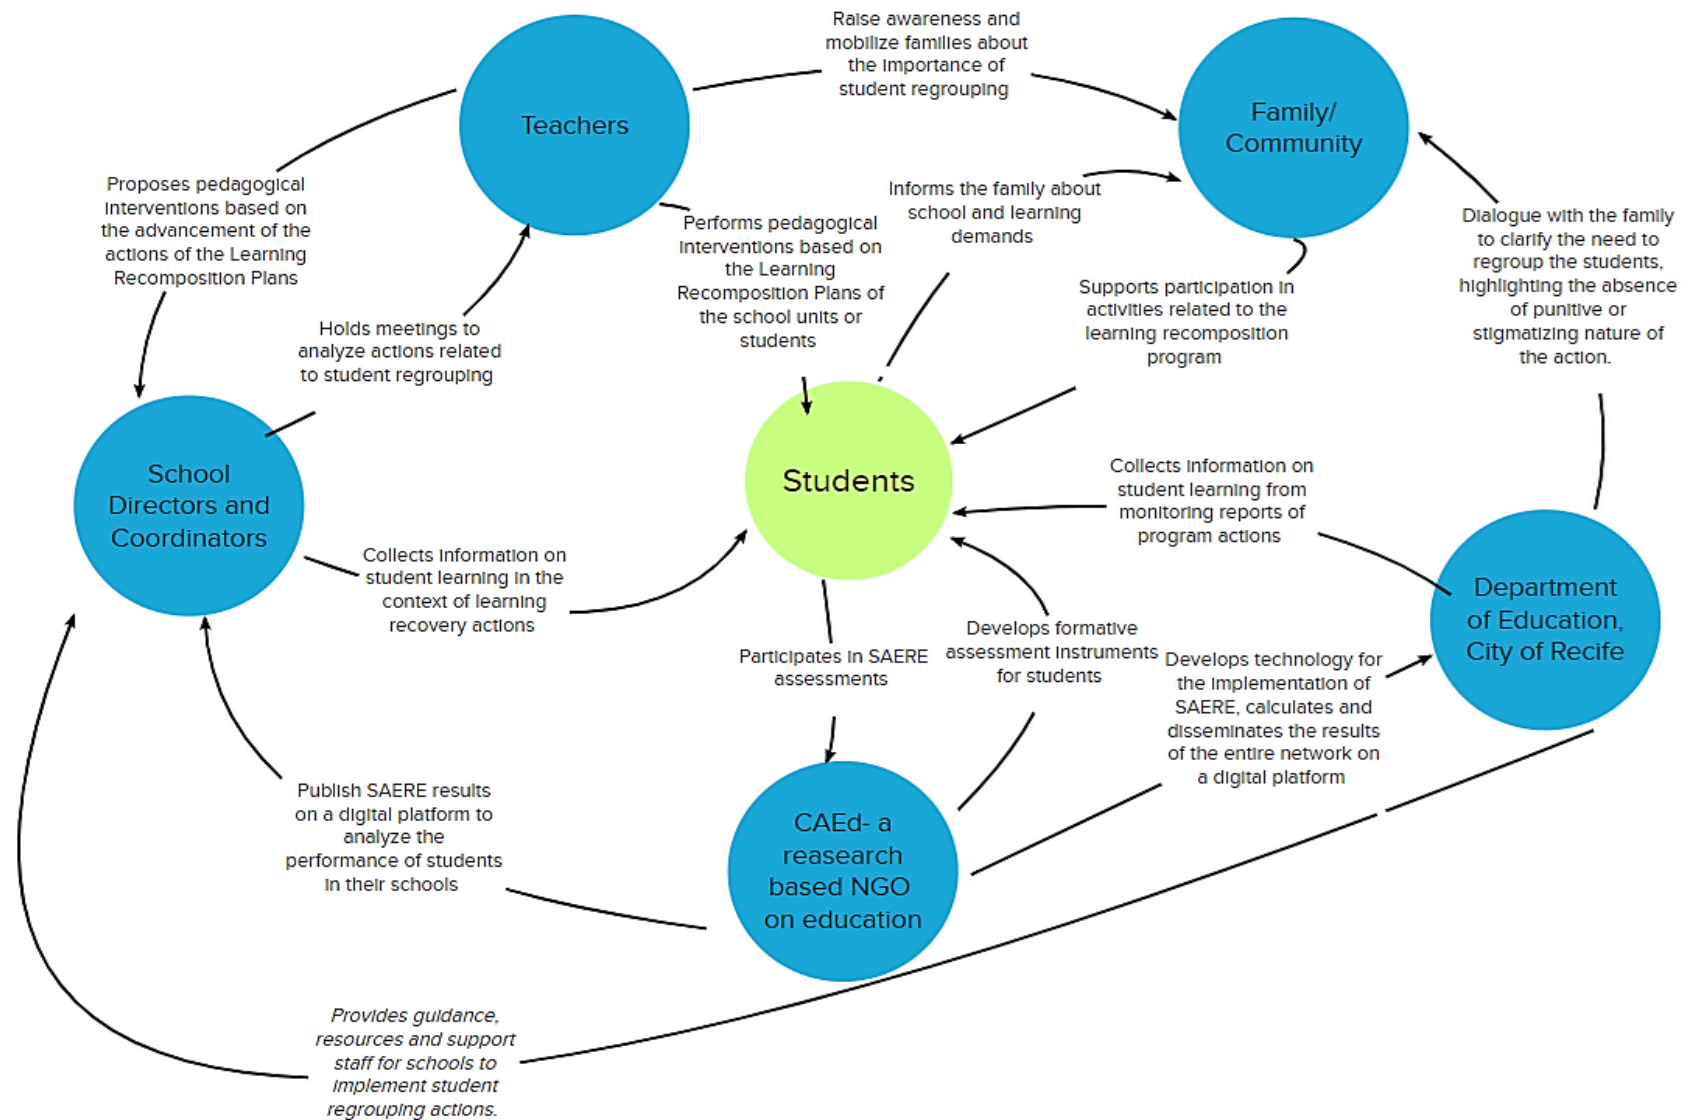 Raise awareness and
mobilize families about
the importance of
student regrouping
Teachers
Family/
Community
Proposes pedagogical
interventions based on
the advancement of the
actions of the Learning
Recomposition Plans
Informs the family about
school and learning
demands
Performs pedagogical
interventions based on
the Learning
Recomposition Plans of
the school units or
students
Dialogue with the family
to clarify the need to
regroup the students,
highlighting the absence
of punitive or
stigmatizing nature of
the action.
Supports participation in
activities related to the
learning recomposition
program
Holds meetings to
analyze actions related
to student regrouping
School
Directors and
Coordinators
Students
Collects information on
student learning from
monitoring reports of
program actions
Collects information on
student learning in the
context of learning
recovery actions
Department
of Education,
City of Recife
Participates in SAERE
assessments
Develops formative
assessment instruments
for students
Develops technology for
the implementation of
SAERE, calculates and
disseminates the results
of the entire network on
a digital platform
Publish SAERE results
on a digital platform to
analyze the
performance of students
in their schools
CAEd- a
reasearch
based NGO
on education
Provides guidance,
resources and support
staff for schools to
implement student
regrouping actions.